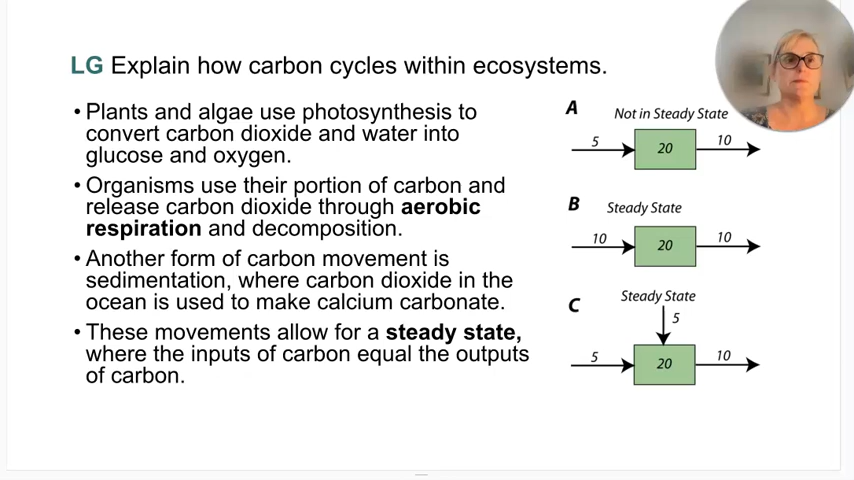 LG Explain how carbon cycles within ecosystems.
• Plants and algae use photosynthesis to
convert carbon dioxide and water into
glucose and oxygen.
• Organisms use their portion of carbon and
release carbon dioxide through aerobic
respiration and decomposition.
• Another form of carbon movement is
sedimentation, where carbon dioxide in the
ocean is used to make calcium carbonate.
• These movements allow for a steady state,
where the inputs of carbon equal the outputs
of carbon.
A Not in Steady State
5 20 10
B Steady State
10 20 10
C Steady State
5
5 20 10